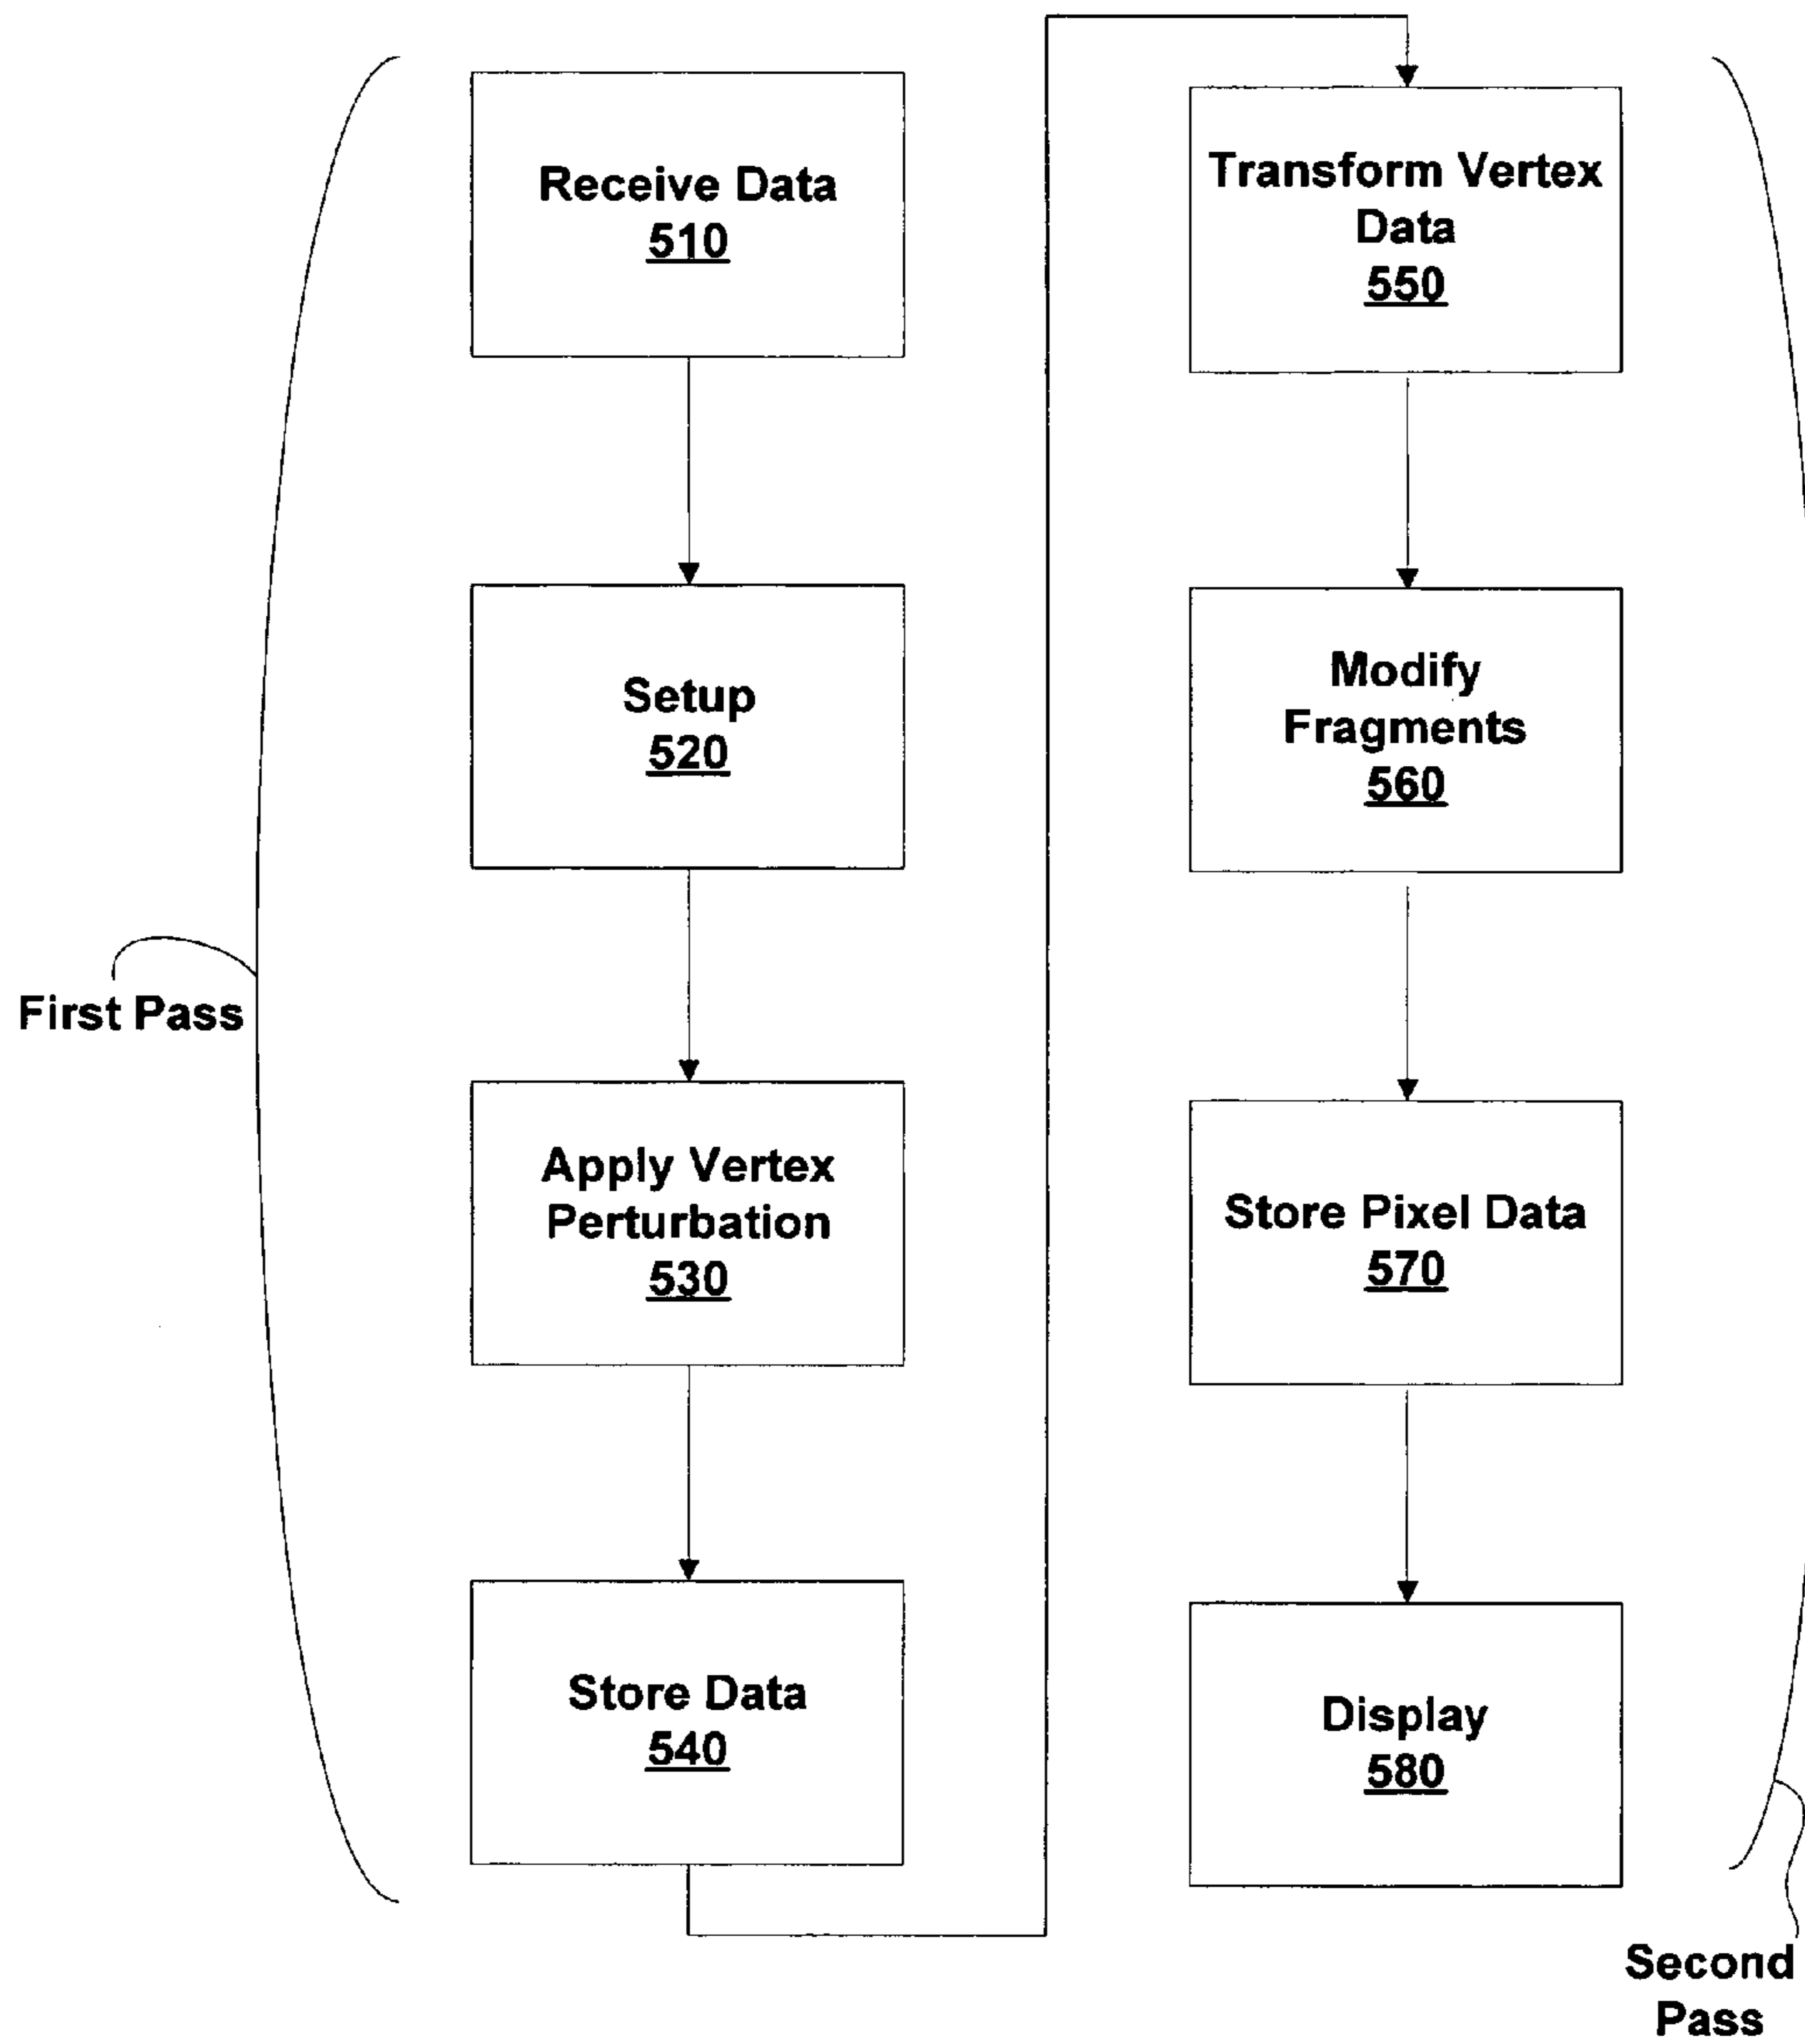 Receive Data
510
Setup
520
Apply Vertex
Perturbation
530
Store Data
540
First Pass
Transform Vertex
Data
550
Modify
Fragments
560
Store Pixel Data
570
Display
580
Second
Pass